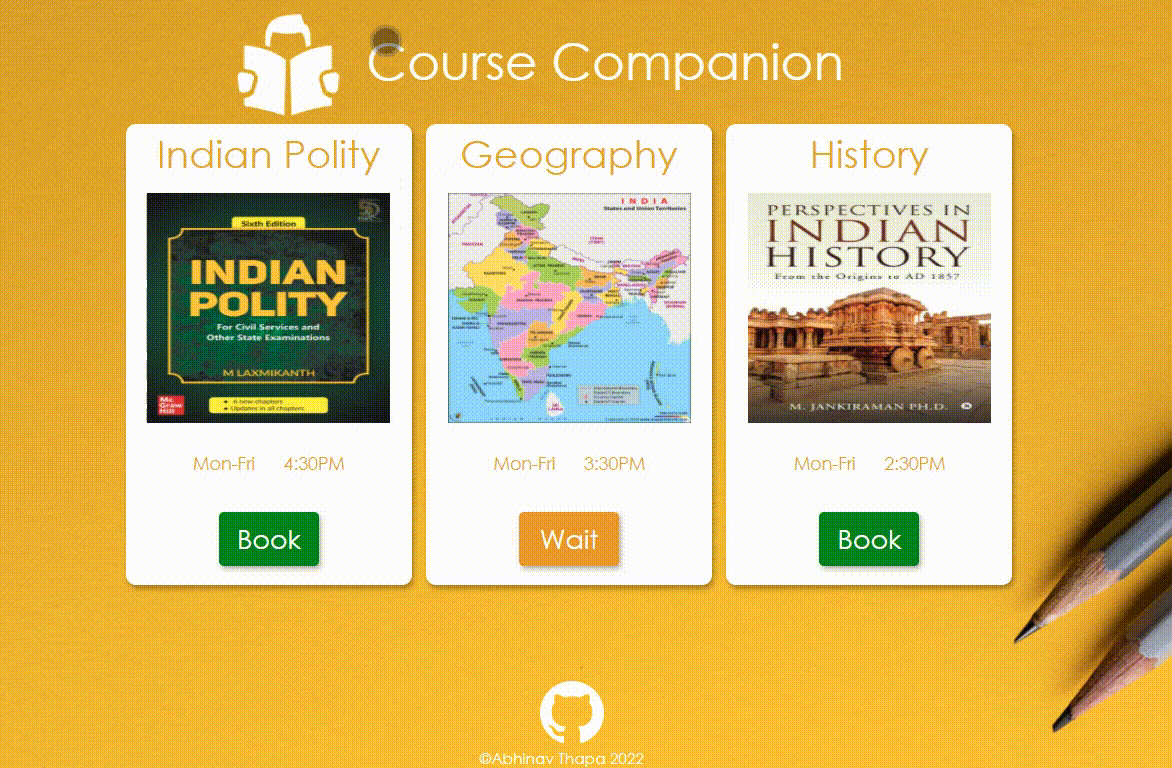 Course Companion
Indian Polity
Sixth Edition
INDIAN
POLITY
For Civil Services and
Other State Examinations
M LAXMIKANTH
Mc
Graw
Hill
6 new chapters
Updates in all chapters
Mon-Fri 4:30PM
Book
Geography
INDIA
States and Union Territories
Mon-Fri 3:30PM
Wait
History
PERSPECTIVES IN
INDIAN
HISTORY
From the Origins to AD 1857
M. JANKIRAMAN PH.D.
Mon-Fri 2:30PM
Book
©Abhinav Thapa 2022